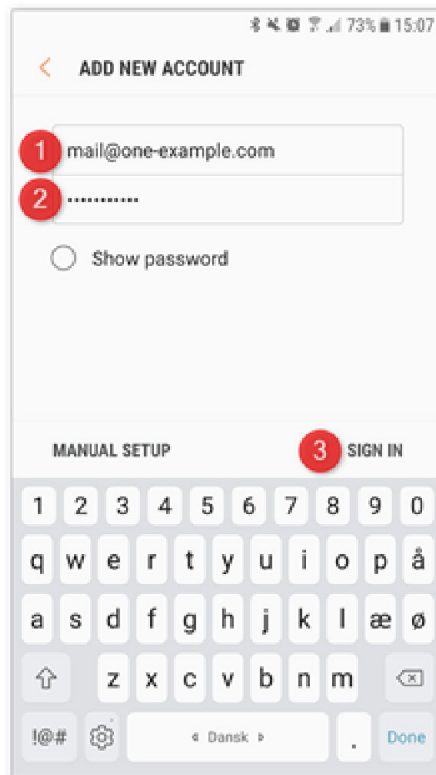 73% 15:07
ADD NEW ACCOUNT
1 mail@one-example.com
2 •••••••••••
Show password
MANUAL SETUP 3 SIGN IN
1 2 3 4 5 6 7 8 9 0
q w e r t y u i o p å
a s d f g h j k l æ ø
z x c v b n m
!@# Dansk . Done